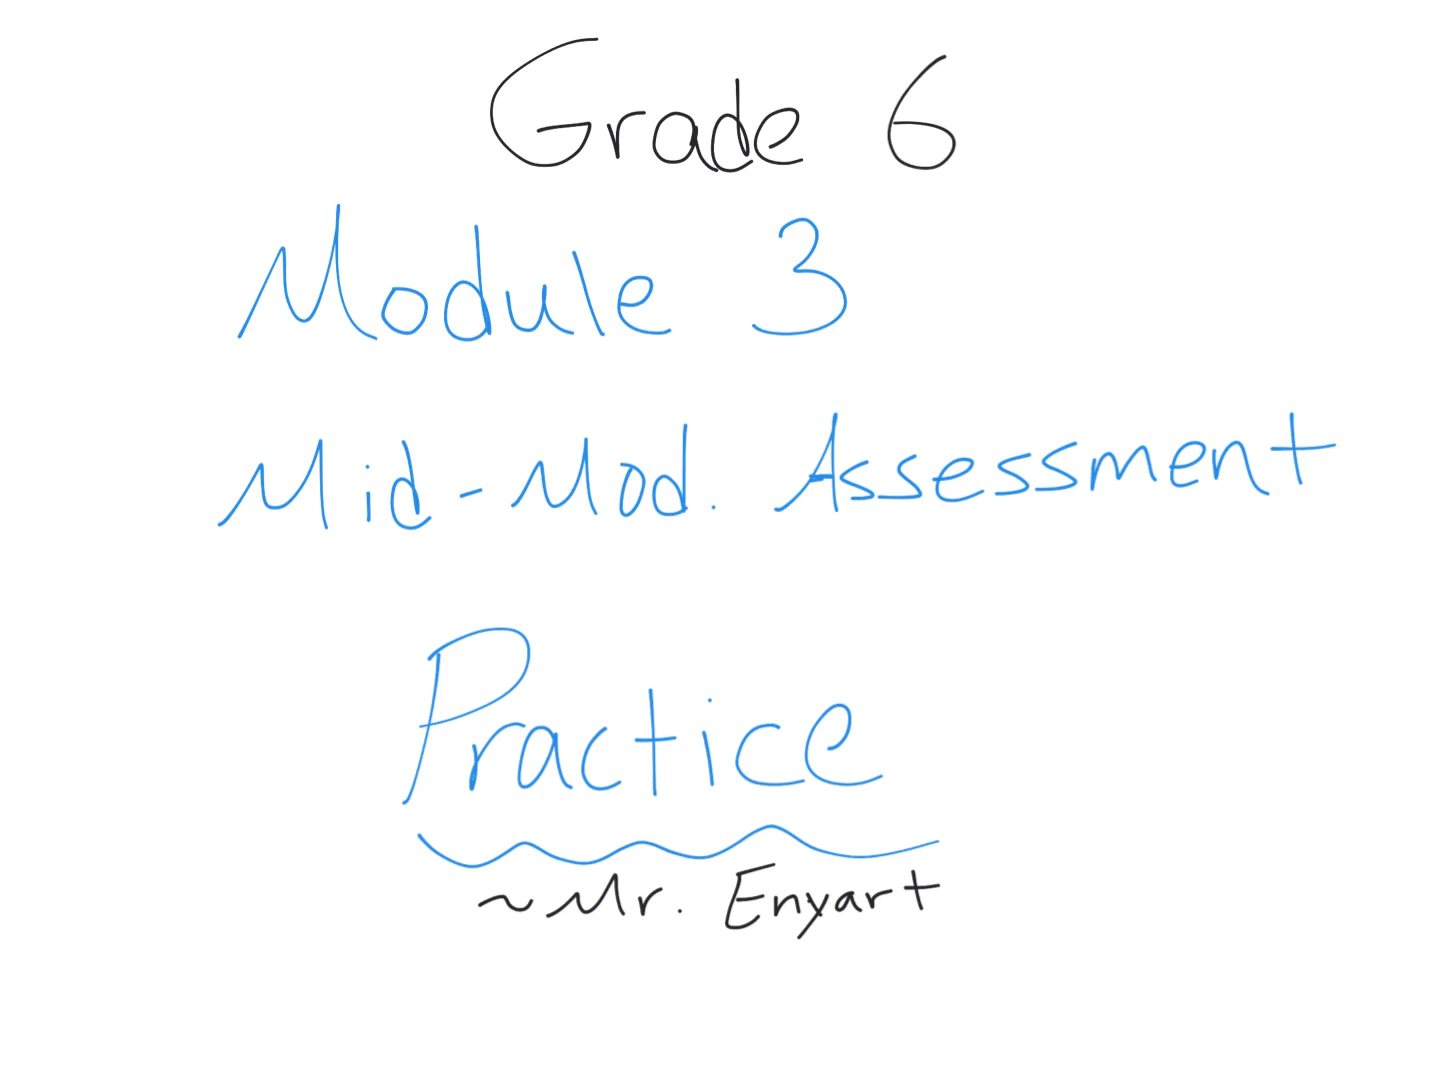 Grade 6
Module 3
Mid-Mod. Assessment
Practice
~Mr. Enyart